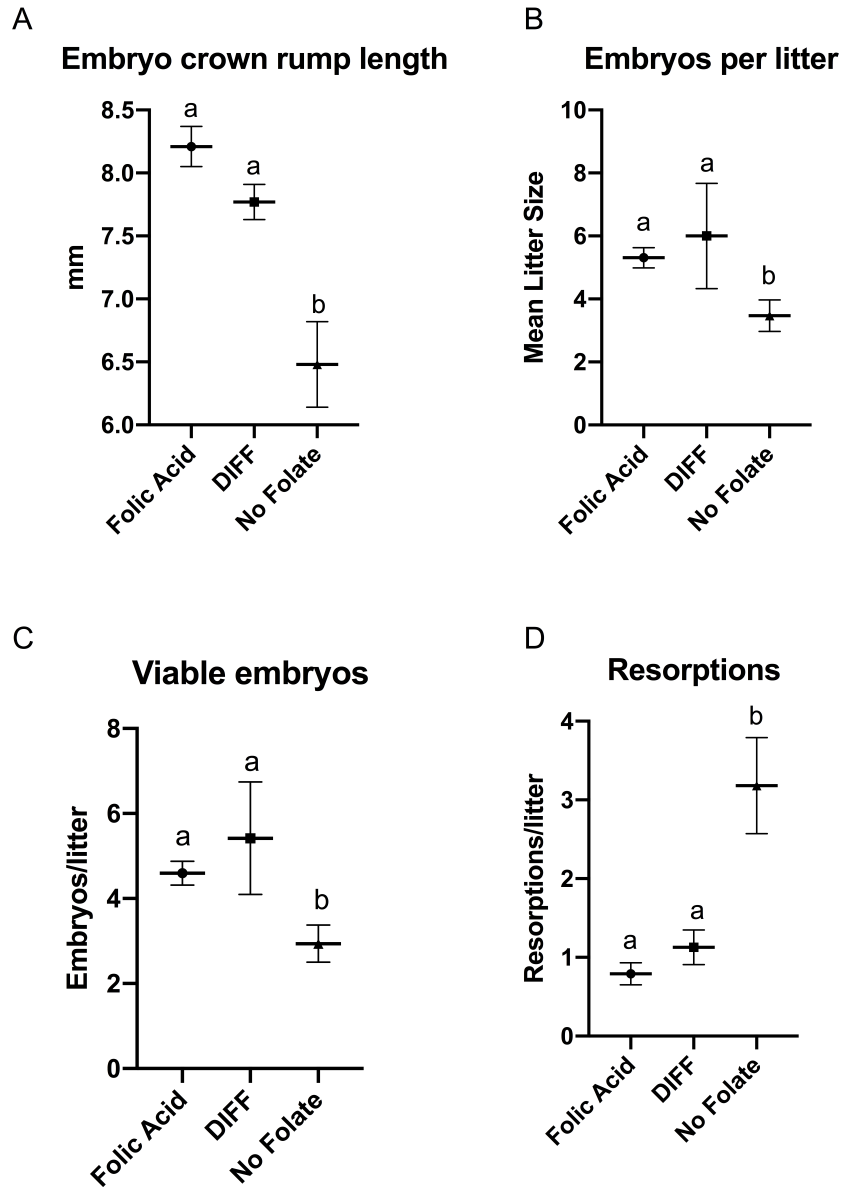 A
Embryo crown rump length
mm
8.5
8.0
7.5
7.0
6.5
6.0
a
a
b
Folic Acid
DIFF
No Folate
B
Embryos per litter
Mean Litter Size
10
8
6
4
2
0
a
a
b
Folic Acid
DIFF
No Folate
C
Viable embryos
Embryos/litter
8
6
4
2
0
a
a
b
Folic Acid
DIFF
No Folate
D
Resorptions
Resorptions/litter
4
3
2
1
0
a
a
b
Folic Acid
DIFF
No Folate